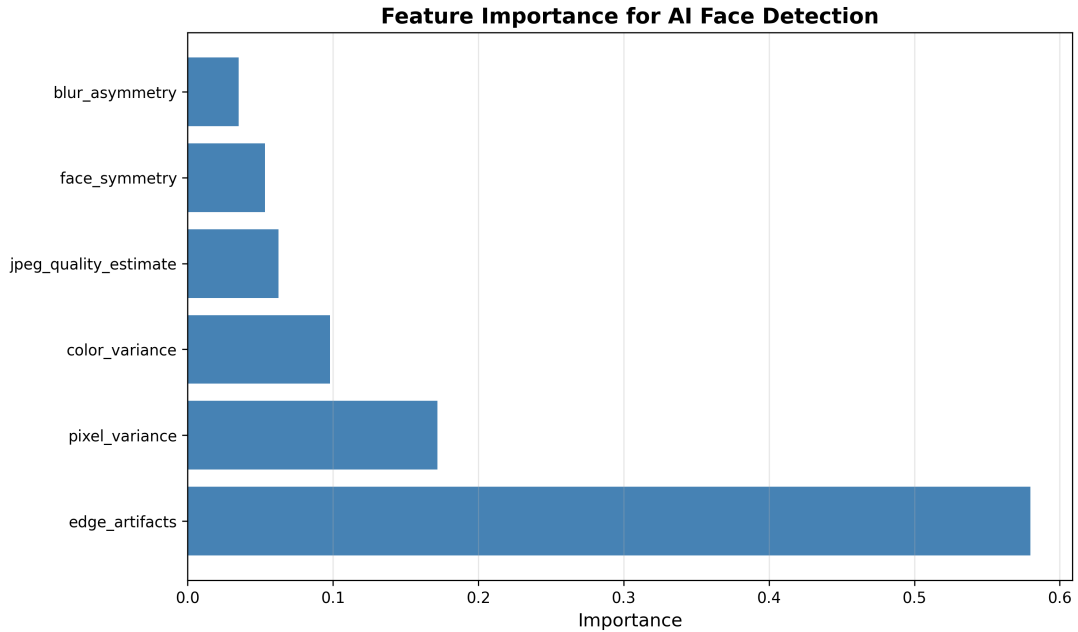 Feature Importance for AI Face Detection
blur_asymmetry
face_symmetry
jpeg_quality_estimate
color_variance
pixel_variance
edge_artifacts
0.0 0.1 0.2 0.3 0.4 0.5 0.6
Importance